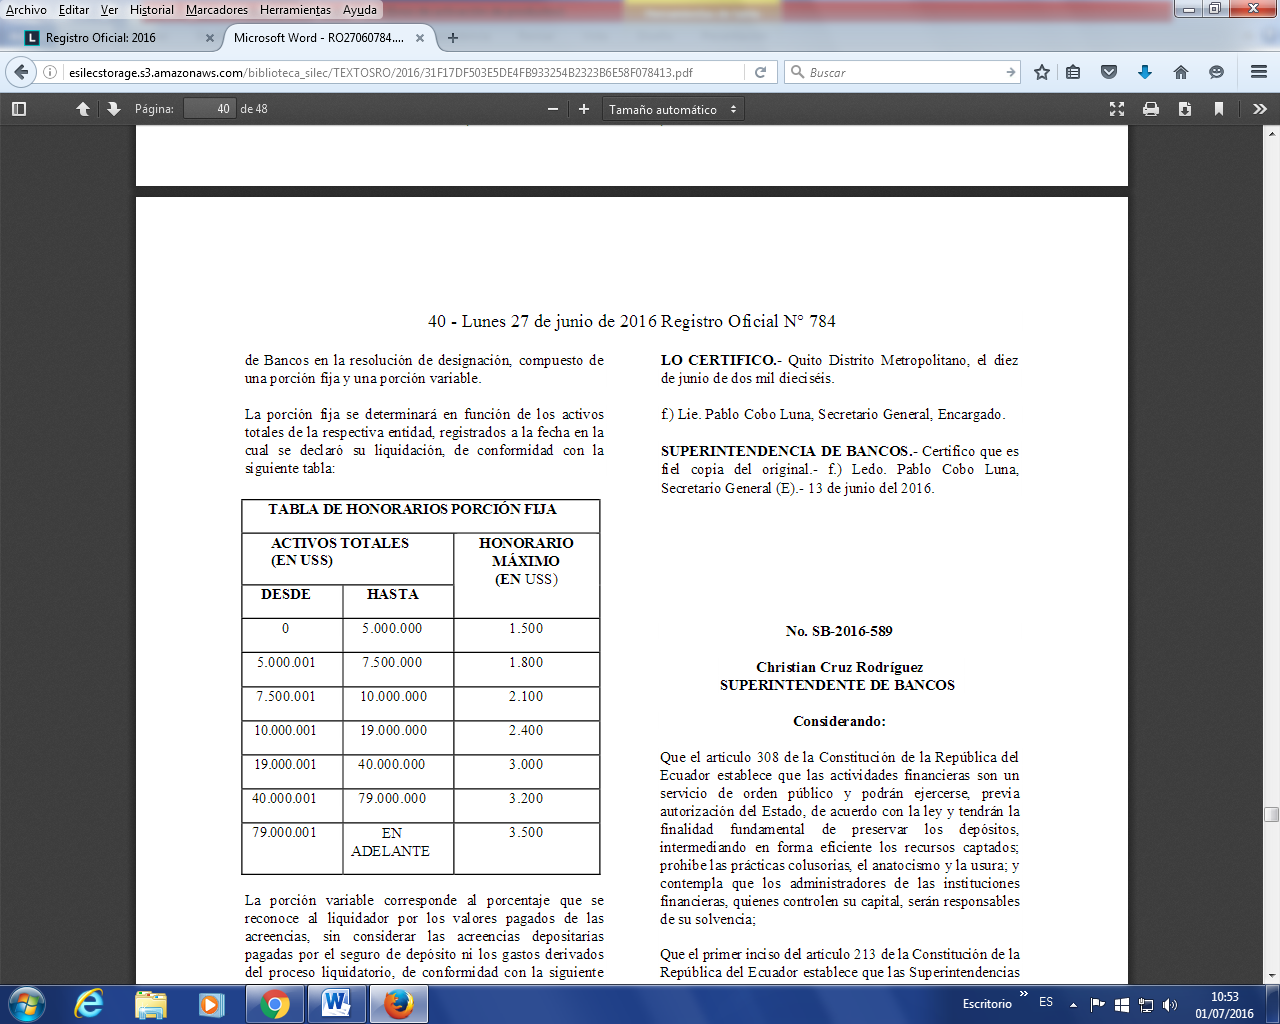 Archivo Editar Ver Historial Marcadores Herramientas Ayuda
Registro Oficial: 2016
Microsoft Word - RO27060784....
esilecstorage.s3.amazonaws.com/biblioteca_silec/TEXTOSRO/2016/31F17DF503E5DE4FB933254B2323B6E58F078413.pdf
Buscar
Página: 40 de 48
Tamaño automático
40 - Lunes 27 de junio de 2016 Registro Oficial N° 784
de Bancos en la resolución de designación, compuesto de
una porción fija y una porción variable.
La porción fija se determinará en función de los activos
totales de la respectiva entidad, registrados a la fecha en la
cual se declaró su liquidación, de conformidad con la
siguiente tabla:
TABLA DE HONORARIOS PORCIÓN FIJA
ACTIVOS TOTALES
(EN USS)
HONORARIO
MÁXIMO
(EN USS)
DESDE HASTA
0 5.000.000 1.500
5.000.001 7.500.000 1.800
7.500.001 10.000.000 2.100
10.000.001 19.000.000 2.400
19.000.001 40.000.000 3.000
40.000.001 79.000.000 3.200
79.000.001 EN ADELANTE 3.500
La porción variable corresponde al porcentaje que se
reconoce al liquidador por los valores pagados de las
acreencias, sin considerar las acreencias depositarias
pagadas por el seguro de depósito ni los gastos derivados
del proceso liquidatorio, de conformidad con la siguiente
LO CERTIFICO.- Quito Distrito Metropolitano, el diez
de junio de dos mil dieciséis.
f.) Lie. Pablo Cobo Luna, Secretario General, Encargado.
SUPERINTENDENCIA DE BANCOS.- Certifico que es
fiel copia del original.- f.) Ledo. Pablo Cobo Luna,
Secretario General (E).- 13 de junio del 2016.
No. SB-2016-589
Christian Cruz Rodríguez
SUPERINTENDENTE DE BANCOS
Considerando:
Que el artículo 308 de la Constitución de la República del
Ecuador establece que las actividades financieras son un
servicio de orden público y podrán ejercerse, previa
autorización del Estado, de acuerdo con la ley y tendrán la
finalidad fundamental de preservar los depósitos,
intermediando en forma eficiente los recursos captados;
prohíbe las prácticas colusorias, el anatocismo y la usura; y
contempla que los administradores de las instituciones
financieras, quienes controlen su capital, serán responsables
de su solvencia;
Que el primer inciso del artículo 213 de la Constitución de la
República del Ecuador establece que las Superintendencias
Escritorio
ES
10:53
01/07/2016